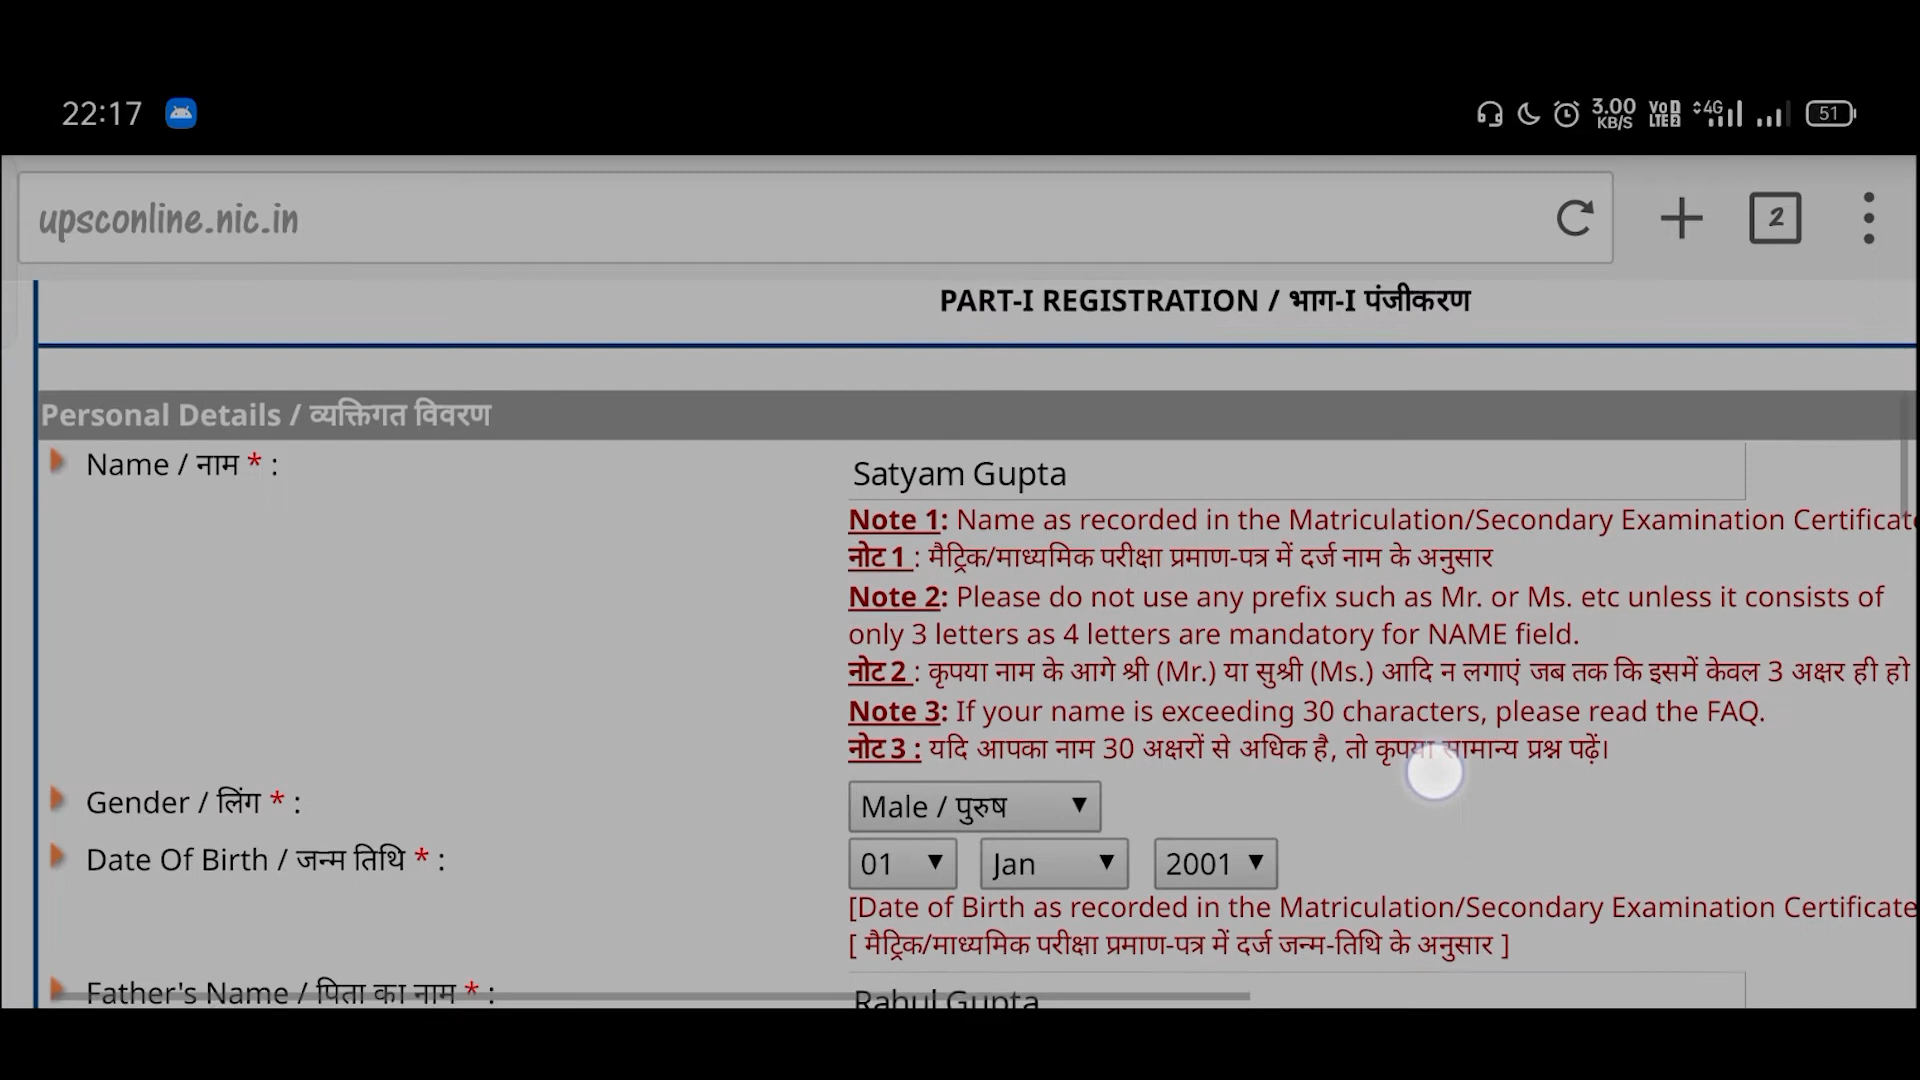 22:17
3.00 KB/S VoD LTE2 4G 51
upsconline.nic.in
2
PART-I REGISTRATION / भाग-I पंजीकरण
Personal Details / व्यक्तिगत विवरण
Name / नाम * :
Satyam Gupta
Note 1: Name as recorded in the Matriculation/Secondary Examination Certificate
नोट 1 : मैट्रिक/माध्यमिक परीक्षा प्रमाण-पत्र में दर्ज नाम के अनुसार
Note 2: Please do not use any prefix such as Mr. or Ms. etc unless it consists of
only 3 letters as 4 letters are mandatory for NAME field.
नोट 2 : कृपया नाम के आगे श्री (Mr.) या सुश्री (Ms.) आदि न लगाएं जब तक कि इसमें केवल 3 अक्षर ही हो
Note 3: If your name is exceeding 30 characters, please read the FAQ.
नोट 3 : यदि आपका नाम 30 अक्षरों से अधिक है, तो कृपया सामान्य प्रश्न पढ़ें।
Gender / लिंग * :
Male / पुरुष
Date Of Birth / जन्म तिथि * :
01 Jan 2001
[Date of Birth as recorded in the Matriculation/Secondary Examination Certificate
[ मैट्रिक/माध्यमिक परीक्षा प्रमाण-पत्र में दर्ज जन्म-तिथि के अनुसार ]
Father's Name / पिता का नाम * :
Rahul Gupta